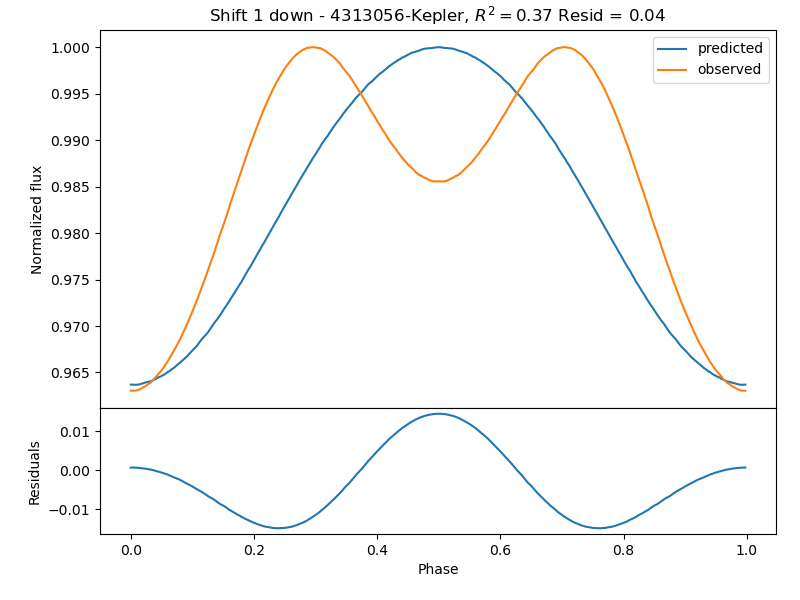 Shift 1 down - 4313056-Kepler, R² = 0.37 Resid = 0.04
predicted
observed
1.000
0.995
0.990
0.985
0.980
0.975
0.970
0.965
Normalized flux
0.01
0.00
−0.01
Residuals
0.0 0.2 0.4 0.6 0.8 1.0
Phase